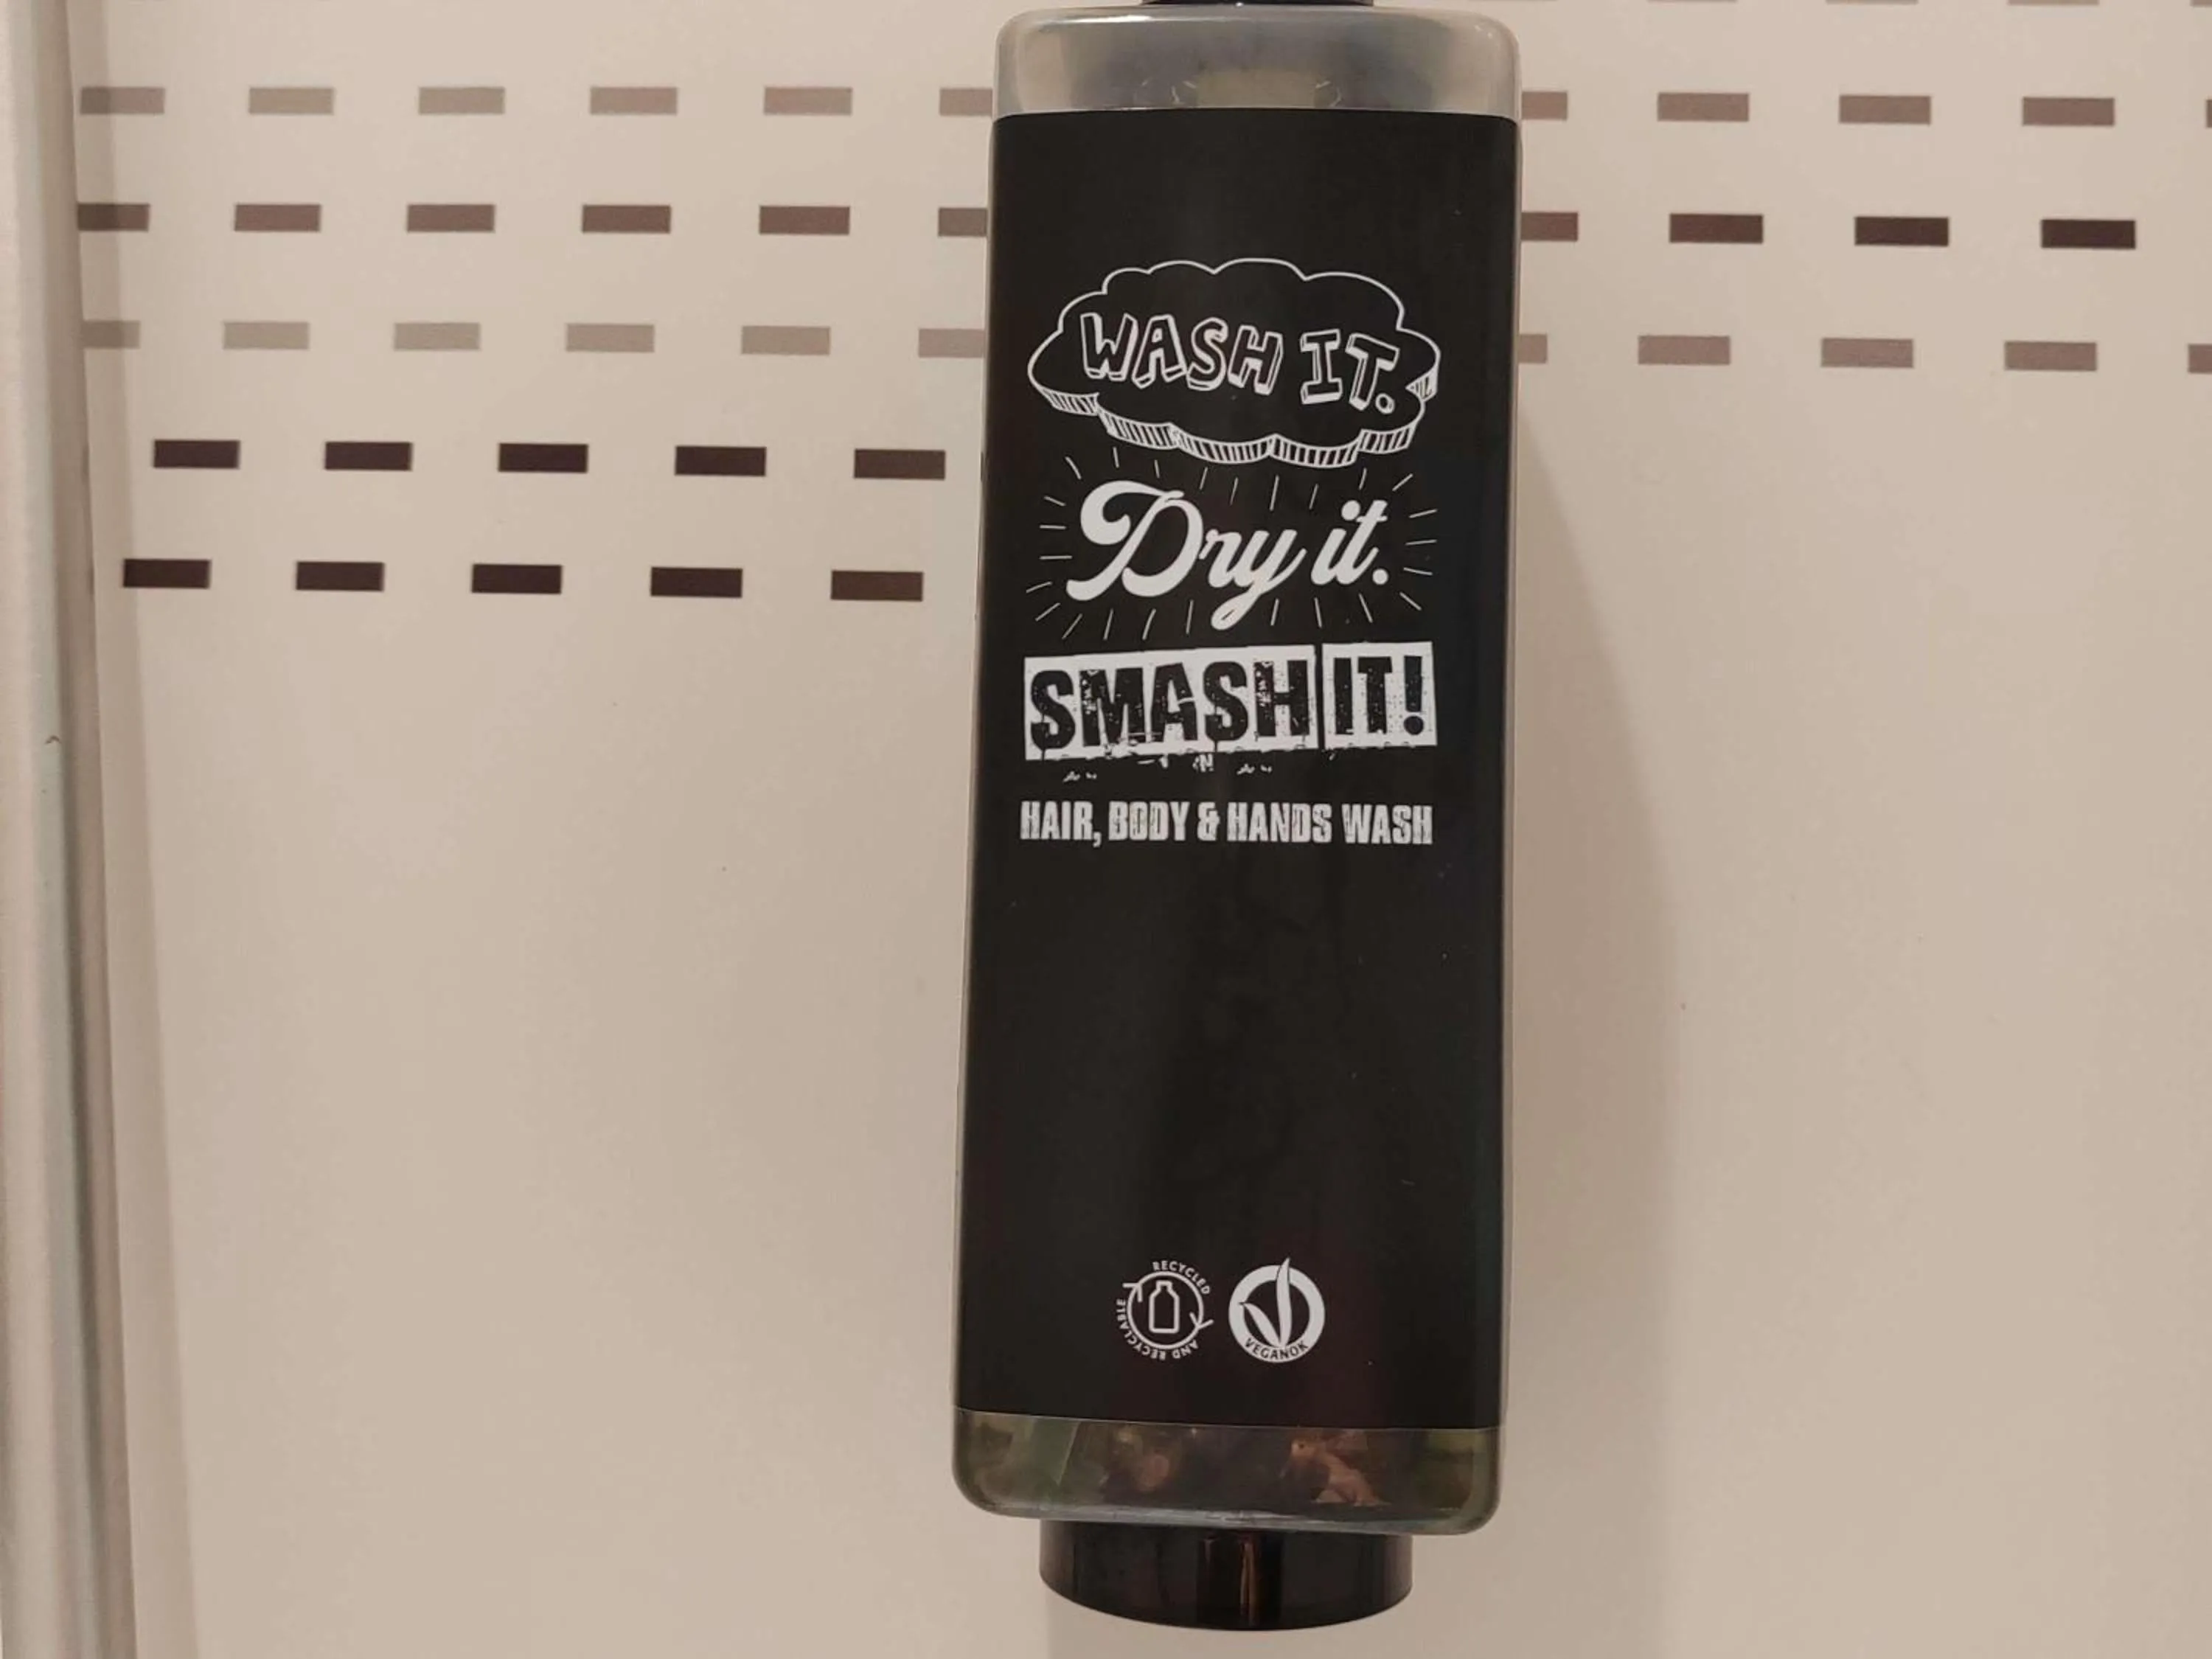 WASH IT.
Dry it.
SMASH IT!
HAIR, BODY & HANDS WASH
RECYCLED
AND RECYCLABLE
VEGANOK